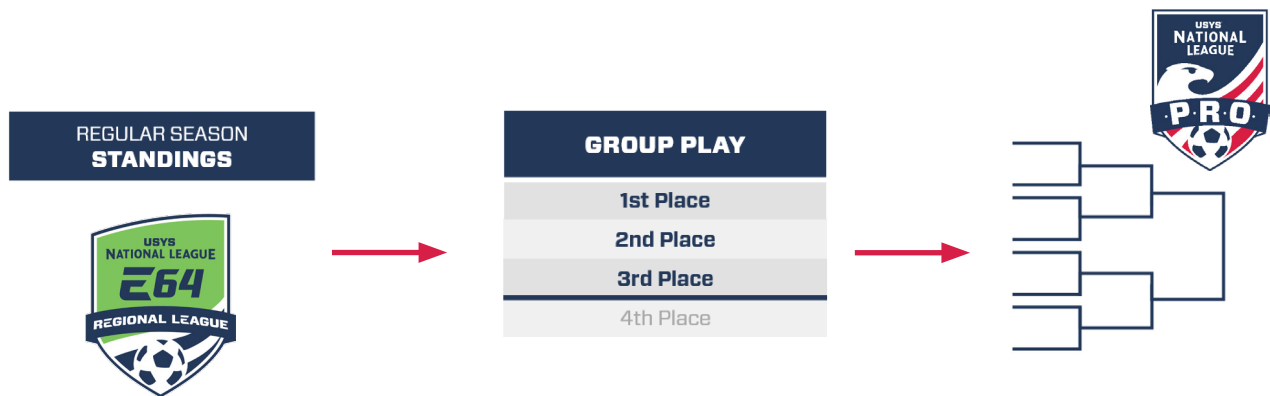 REGULAR SEASON
STANDINGS
USYS
NATIONAL LEAGUE
E64
REGIONAL LEAGUE
GROUP PLAY
1st Place
2nd Place
3rd Place
4th Place
USYS
NATIONAL
LEAGUE
P·R·O